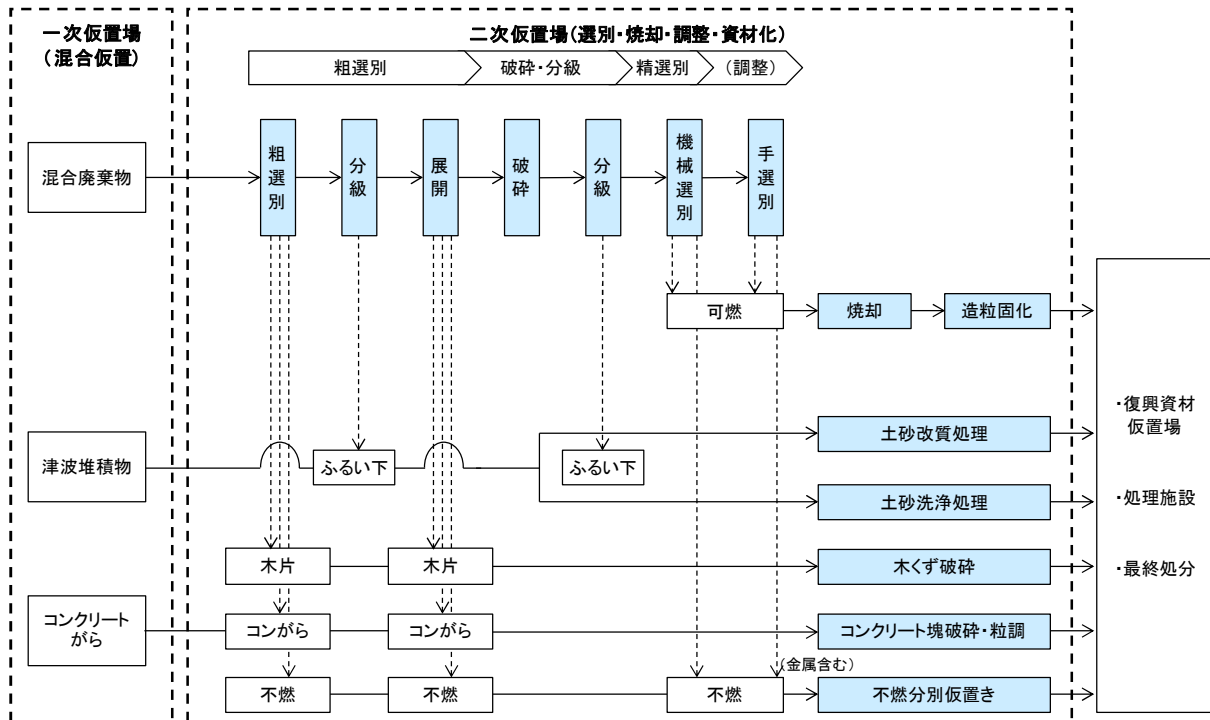 一次仮置場
(混合仮置)
二次仮置場(選別・焼却・調整・資材化)
粗選別
破砕・分級
精選別
(調整)
混合廃棄物
粗選別
分級
展開
破砕
分級
機械選別
手選別
可燃
焼却
造粒固化
・復興資材
仮置場
・処理施設
・最終処分
津波堆積物
ふるい下
ふるい下
土砂改質処理
土砂洗浄処理
木片
木片
木くず破砕
コンクリート
がら
コンがら
コンがら
コンクリート塊破砕・粒調
(金属含む)
不燃
不燃
不燃
不燃分別仮置き